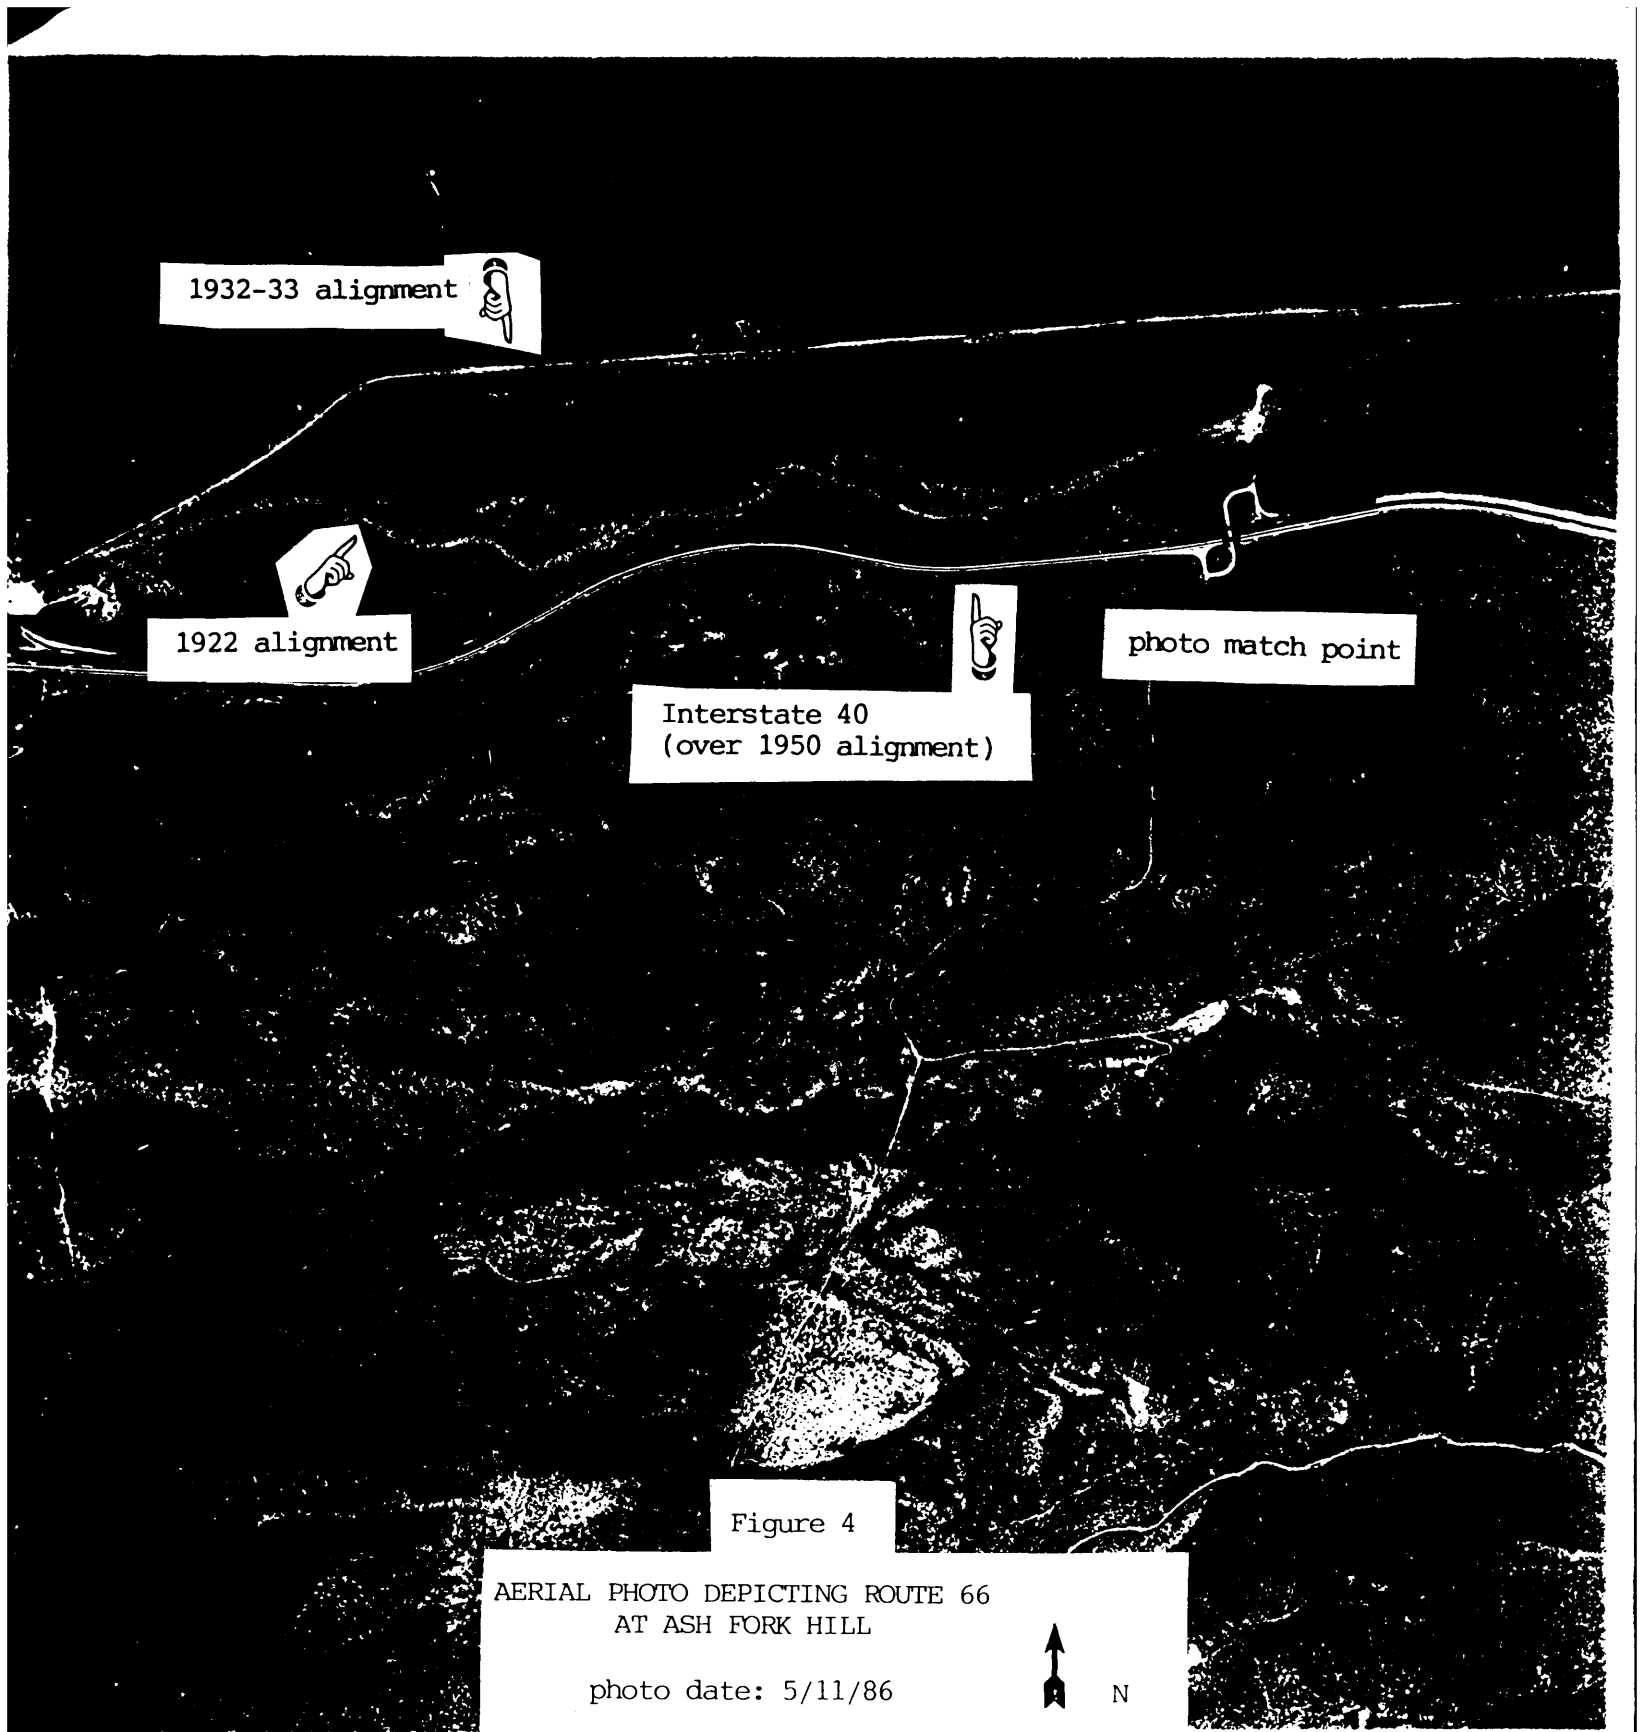 1932-33 alignment
1922 alignment
photo match point
Interstate 40
(over 1950 alignment)
Figure 4
AERIAL PHOTO DEPICTING ROUTE 66
AT ASH FORK HILL
photo date: 5/11/86
N